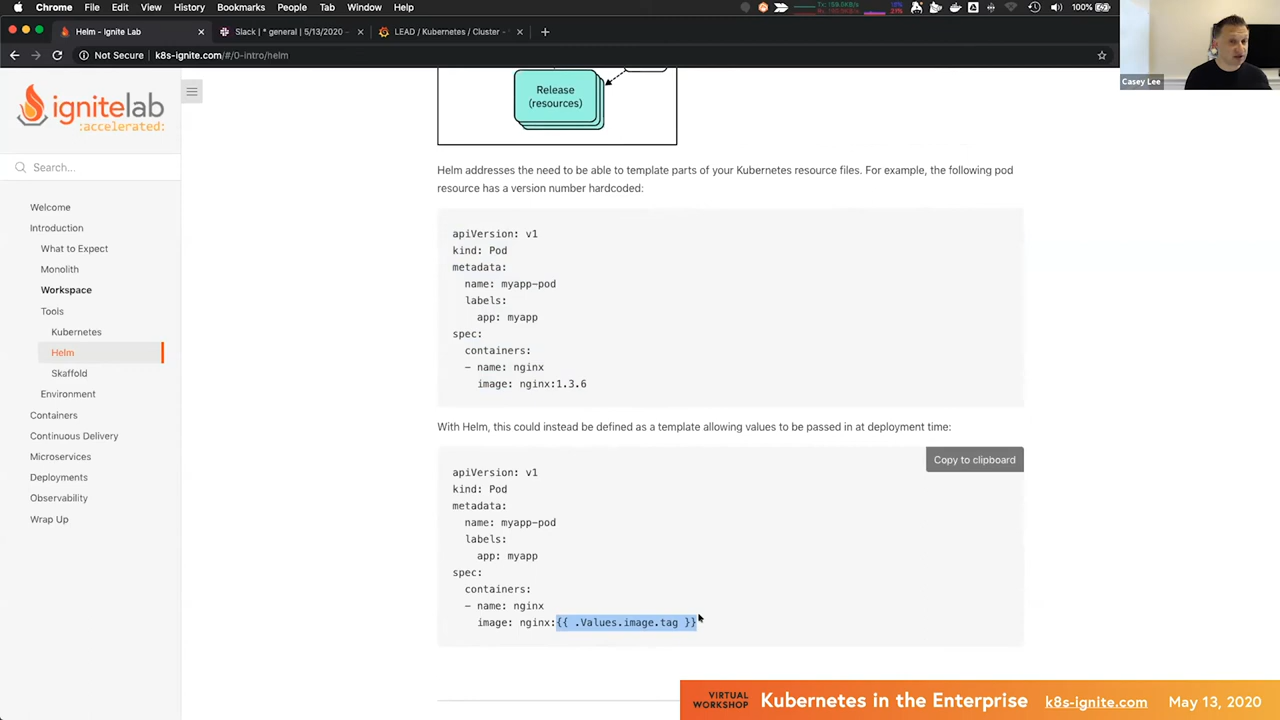 Chrome File Edit View History Bookmarks People Tab Window Help
100%
Helm - Ignite Lab
Slack | * general | 5/13/2020 -
LEAD / Kubernetes / Cluster -
Not Secure | k8s-ignite.com/#/0-intro/helm
Casey Lee
ignitelab
:accelerated:
Search...
Welcome
Introduction
What to Expect
Monolith
Workspace
Tools
Kubernetes
Helm
Skaffold
Environment
Containers
Continuous Delivery
Microservices
Deployments
Observability
Wrap Up
Release
(resources)
Helm addresses the need to be able to template parts of your Kubernetes resource files. For example, the following pod
resource has a version number hardcoded:
apiVersion: v1
kind: Pod
metadata:
name: myapp-pod
labels:
app: myapp
spec:
containers:
- name: nginx
image: nginx:1.3.6
With Helm, this could instead be defined as a template allowing values to be passed in at deployment time:
Copy to clipboard
apiVersion: v1
kind: Pod
metadata:
name: myapp-pod
labels:
app: myapp
spec:
containers:
- name: nginx
image: nginx:{{ .Values.image.tag }}
VIRTUAL
WORKSHOP
Kubernetes in the Enterprise k8s-ignite.com May 13, 2020